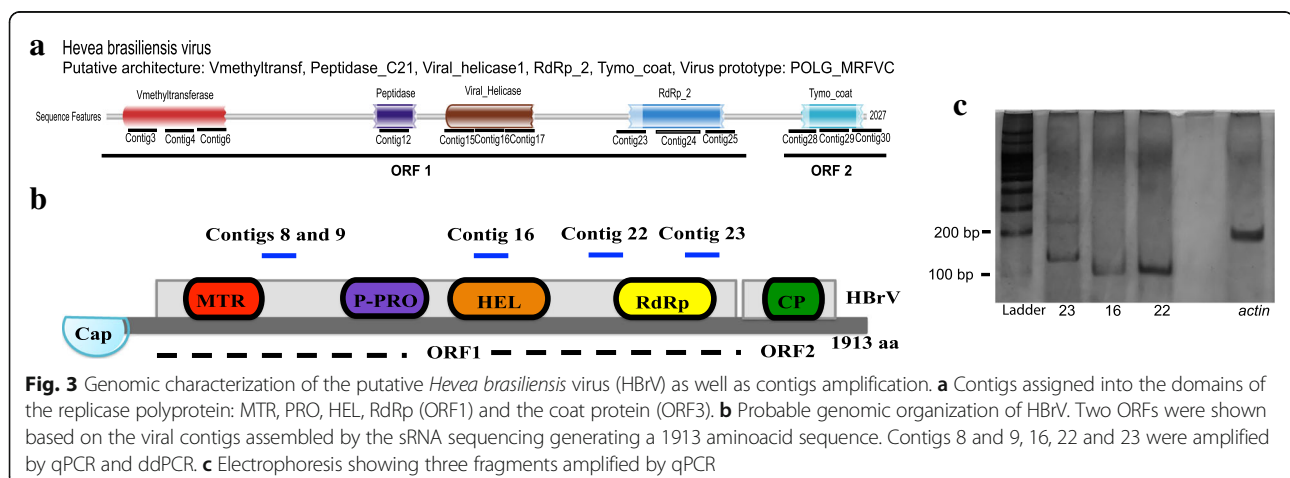 a Hevea brasiliensis virus
Putative architecture: Vmethyltransf, Peptidase_C21, Viral_helicase1, RdRp_2, Tymo_coat, Virus prototype: POLG_MRFVC
Vmethyltransferase Peptidase Viral_Helicase RdRp_2 Tymo_coat
Sequence Features 2027
Contig3 Contig4 Contig6 Contig12 Contig15 Contig16 Contig17 Contig23 Contig24 Contig25 Contig28 Contig29 Contig30
ORF 1 ORF 2
b
Contigs 8 and 9 Contig 16 Contig 22 Contig 23
MTR P-PRO HEL RdRp CP HBrV
Cap
1913 aa
ORF1 ORF2
c
200 bp
100 bp
Ladder 23 16 22 actin
Fig. 3 Genomic characterization of the putative Hevea brasiliensis virus (HBrV) as well as contigs amplification. a Contigs assigned into the domains of
the replicase polyprotein: MTR, PRO, HEL, RdRp (ORF1) and the coat protein (ORF3). b Probable genomic organization of HBrV. Two ORFs were shown
based on the viral contigs assembled by the sRNA sequencing generating a 1913 aminoacid sequence. Contigs 8 and 9, 16, 22 and 23 were amplified
by qPCR and ddPCR. c Electrophoresis showing three fragments amplified by qPCR